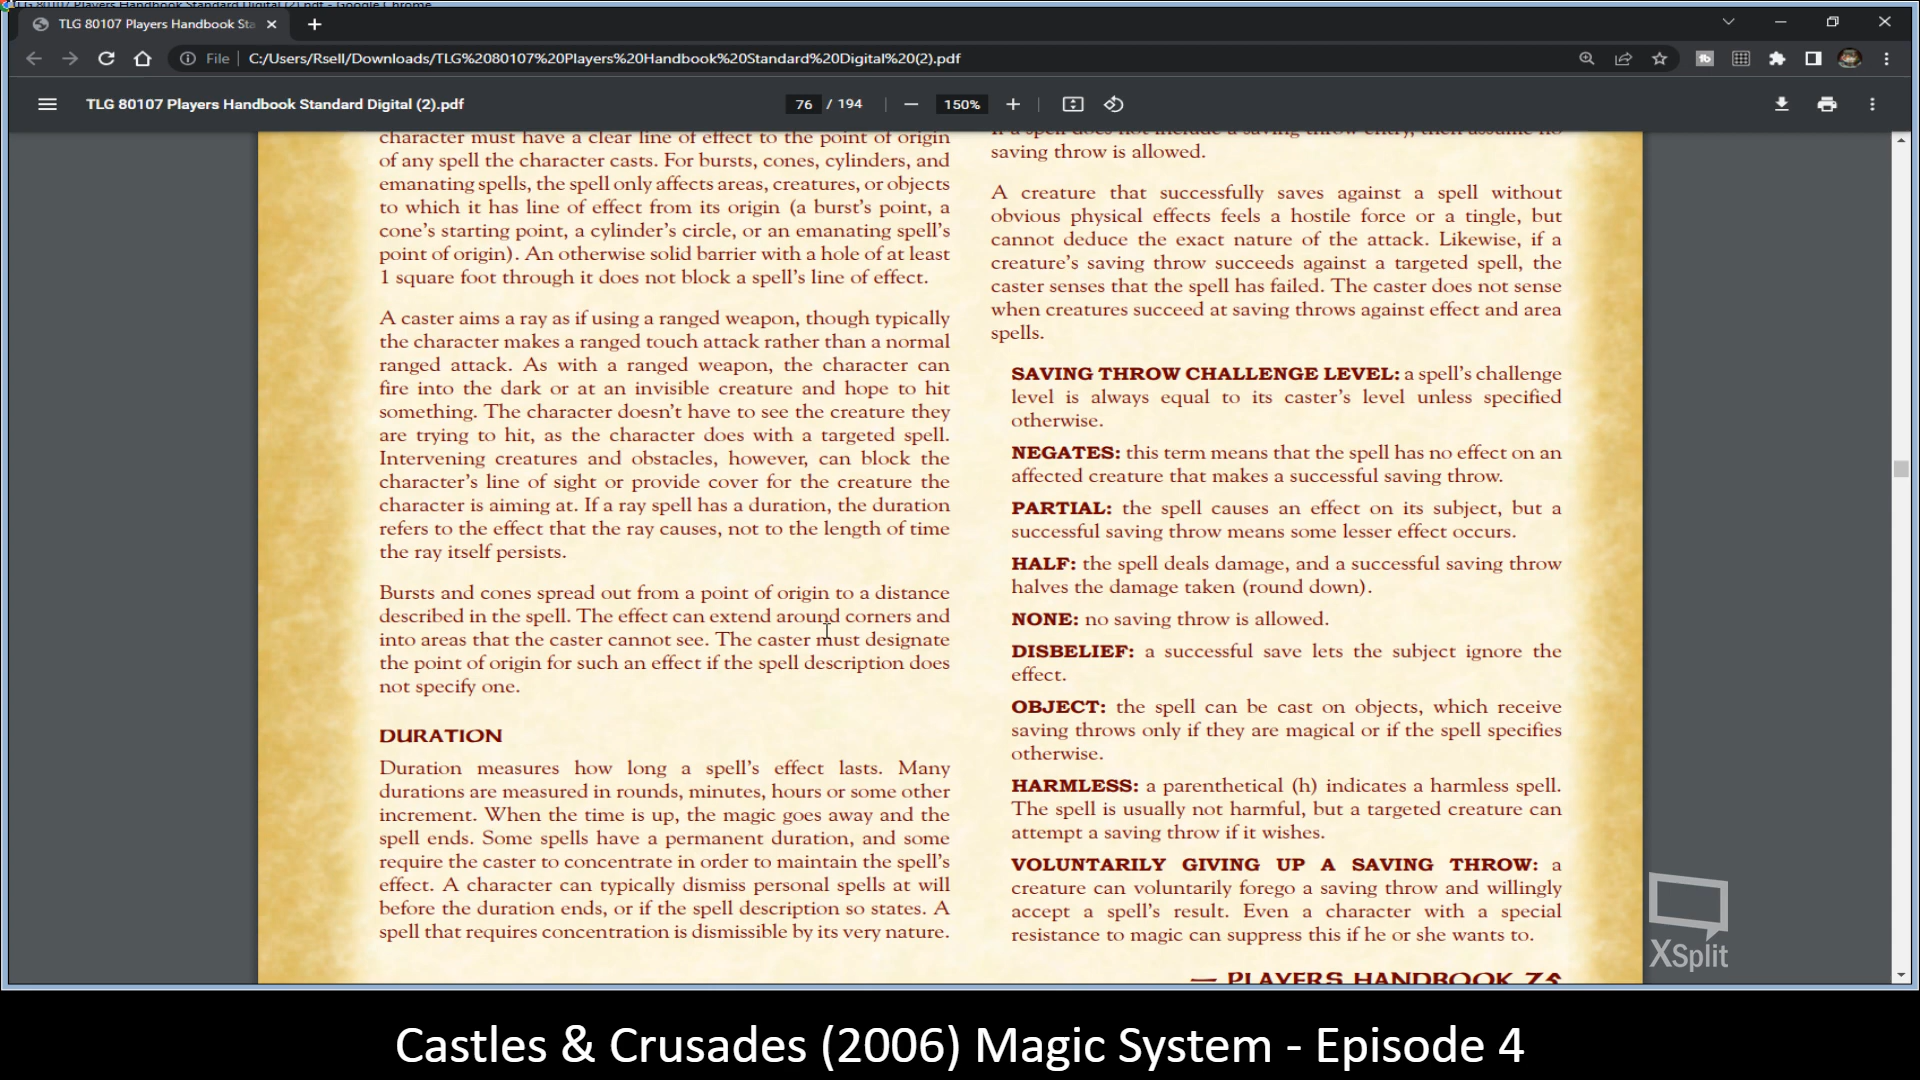 TLG 80107 Players Handbook Standard Digital (2).pdf - Google Chrome
TLG 80107 Players Handbook Sta
File
C:/Users/Rsell/Downloads/TLG%2080107%20Players%20Handbook%20Standard%20Digital%20(2).pdf
TLG 80107 Players Handbook Standard Digital (2).pdf
76 / 194
150%
character must have a clear line of effect to the point of origin
of any spell the character casts. For bursts, cones, cylinders, and
emanating spells, the spell only affects areas, creatures, or objects
to which it has line of effect from its origin (a burst's point, a
cone's starting point, a cylinder's circle, or an emanating spell's
point of origin). An otherwise solid barrier with a hole of at least
1 square foot through it does not block a spell's line of effect.
A caster aims a ray as if using a ranged weapon, though typically
the character makes a ranged touch attack rather than a normal
ranged attack. As with a ranged weapon, the character can
fire into the dark or at an invisible creature and hope to hit
something. The character doesn't have to see the creature they
are trying to hit, as the character does with a targeted spell.
Intervening creatures and obstacles, however, can block the
character's line of sight or provide cover for the creature the
character is aiming at. If a ray spell has a duration, the duration
refers to the effect that the ray causes, not to the length of time
the ray itself persists.
Bursts and cones spread out from a point of origin to a distance
described in the spell. The effect can extend around corners and
into areas that the caster cannot see. The caster must designate
the point of origin for such an effect if the spell description does
not specify one.
DURATION
Duration measures how long a spell's effect lasts. Many
durations are measured in rounds, minutes, hours or some other
increment. When the time is up, the magic goes away and the
spell ends. Some spells have a permanent duration, and some
require the caster to concentrate in order to maintain the spell's
effect. A character can typically dismiss personal spells at will
before the duration ends, or if the spell description so states. A
spell that requires concentration is dismissible by its very nature.
If a spell does not include a saving throw entry, then assume no
saving throw is allowed.
A creature that successfully saves against a spell without
obvious physical effects feels a hostile force or a tingle, but
cannot deduce the exact nature of the attack. Likewise, if a
creature's saving throw succeeds against a targeted spell, the
caster senses that the spell has failed. The caster does not sense
when creatures succeed at saving throws against effect and area
spells.
SAVING THROW CHALLENGE LEVEL: a spell's challenge
level is always equal to its caster's level unless specified
otherwise.
NEGATES: this term means that the spell has no effect on an
affected creature that makes a successful saving throw.
PARTIAL: the spell causes an effect on its subject, but a
successful saving throw means some lesser effect occurs.
HALF: the spell deals damage, and a successful saving throw
halves the damage taken (round down).
NONE: no saving throw is allowed.
DISBELIEF: a successful save lets the subject ignore the
effect.
OBJECT: the spell can be cast on objects, which receive
saving throws only if they are magical or if the spell specifies
otherwise.
HARMLESS: a parenthetical (h) indicates a harmless spell.
The spell is usually not harmful, but a targeted creature can
attempt a saving throw if it wishes.
VOLUNTARILY GIVING UP A SAVING THROW: a
creature can voluntarily forego a saving throw and willingly
accept a spell's result. Even a character with a special
resistance to magic can suppress this if he or she wants to.
— PLAYERS HANDBOOK 75
XSplit
Castles & Crusades (2006) Magic System - Episode 4